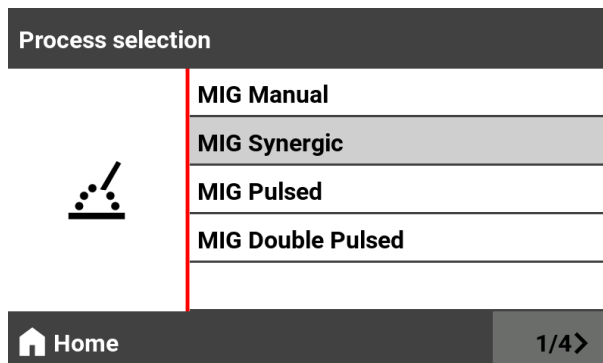 Process selection
MIG Manual
MIG Synergic
MIG Pulsed
MIG Double Pulsed
Home
1/4